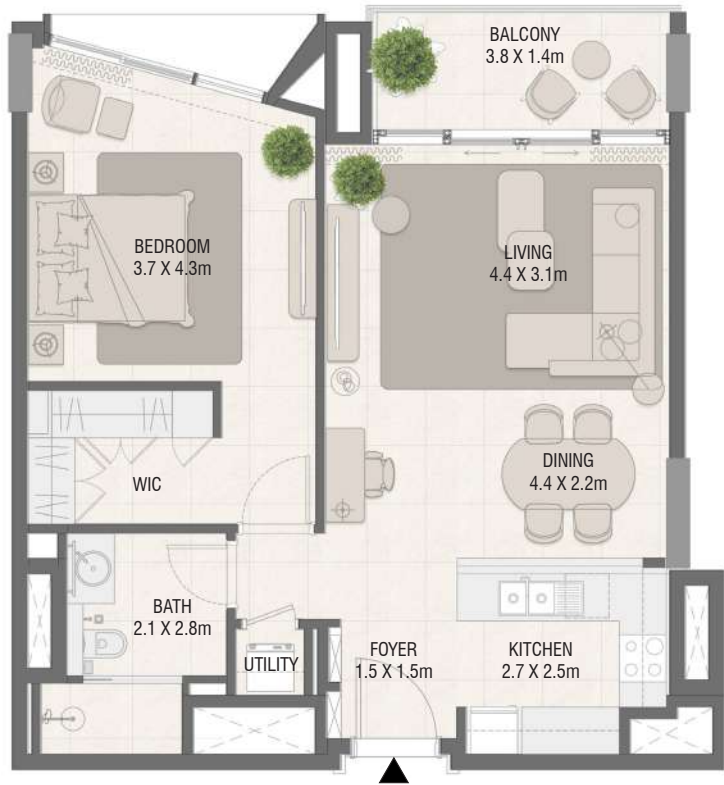 BALCONY
3.8 X 1.4m
BEDROOM
3.7 X 4.3m
LIVING
4.4 X 3.1m
DINING
4.4 X 2.2m
WIC
BATH
2.1 X 2.8m
UTILITY
FOYER
1.5 X 1.5m
KITCHEN
2.7 X 2.5m